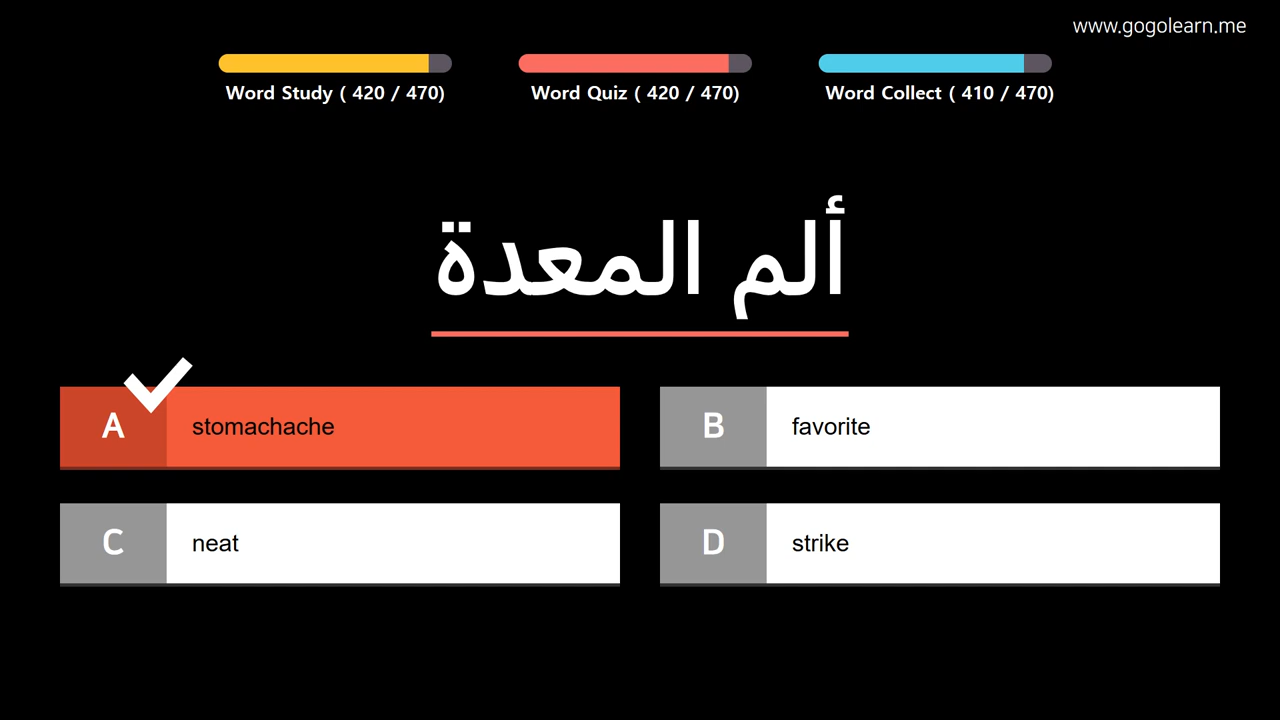 www.gogolearn.me
Word Study ( 420 / 470)
Word Quiz ( 420 / 470)
Word Collect ( 410 / 470)
ألم المعدة
A stomachache
B favorite
C neat
D strike